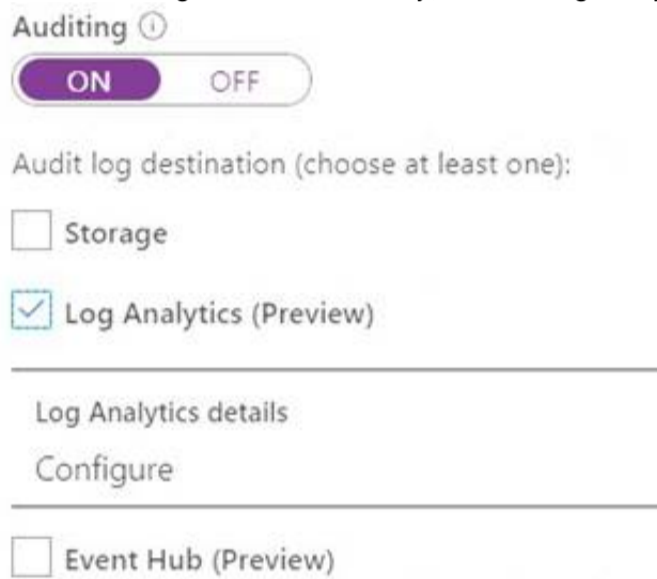 Auditing
ON OFF
Audit log destination (choose at least one):
Storage
Log Analytics (Preview)
Log Analytics details
Configure
Event Hub (Preview)